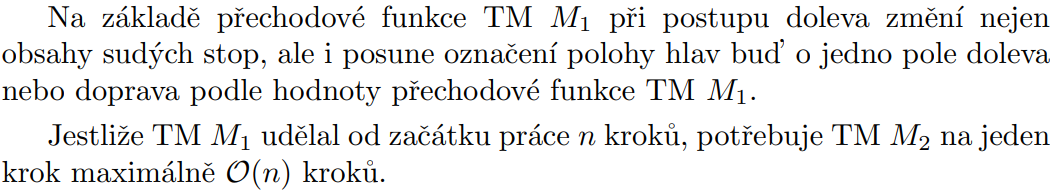 Na základě přechodové funkce TM M₁ při postupu doleva změní nejen
obsahy sudých stop, ale i posune označení polohy hlav buď o jedno pole doleva
nebo doprava podle hodnoty přechodové funkce TM M₁.
Jestliže TM M₁ udělal od začátku práce n kroků, potřebuje TM M₂ na jeden
krok maximálně 𝒪(n) kroků.